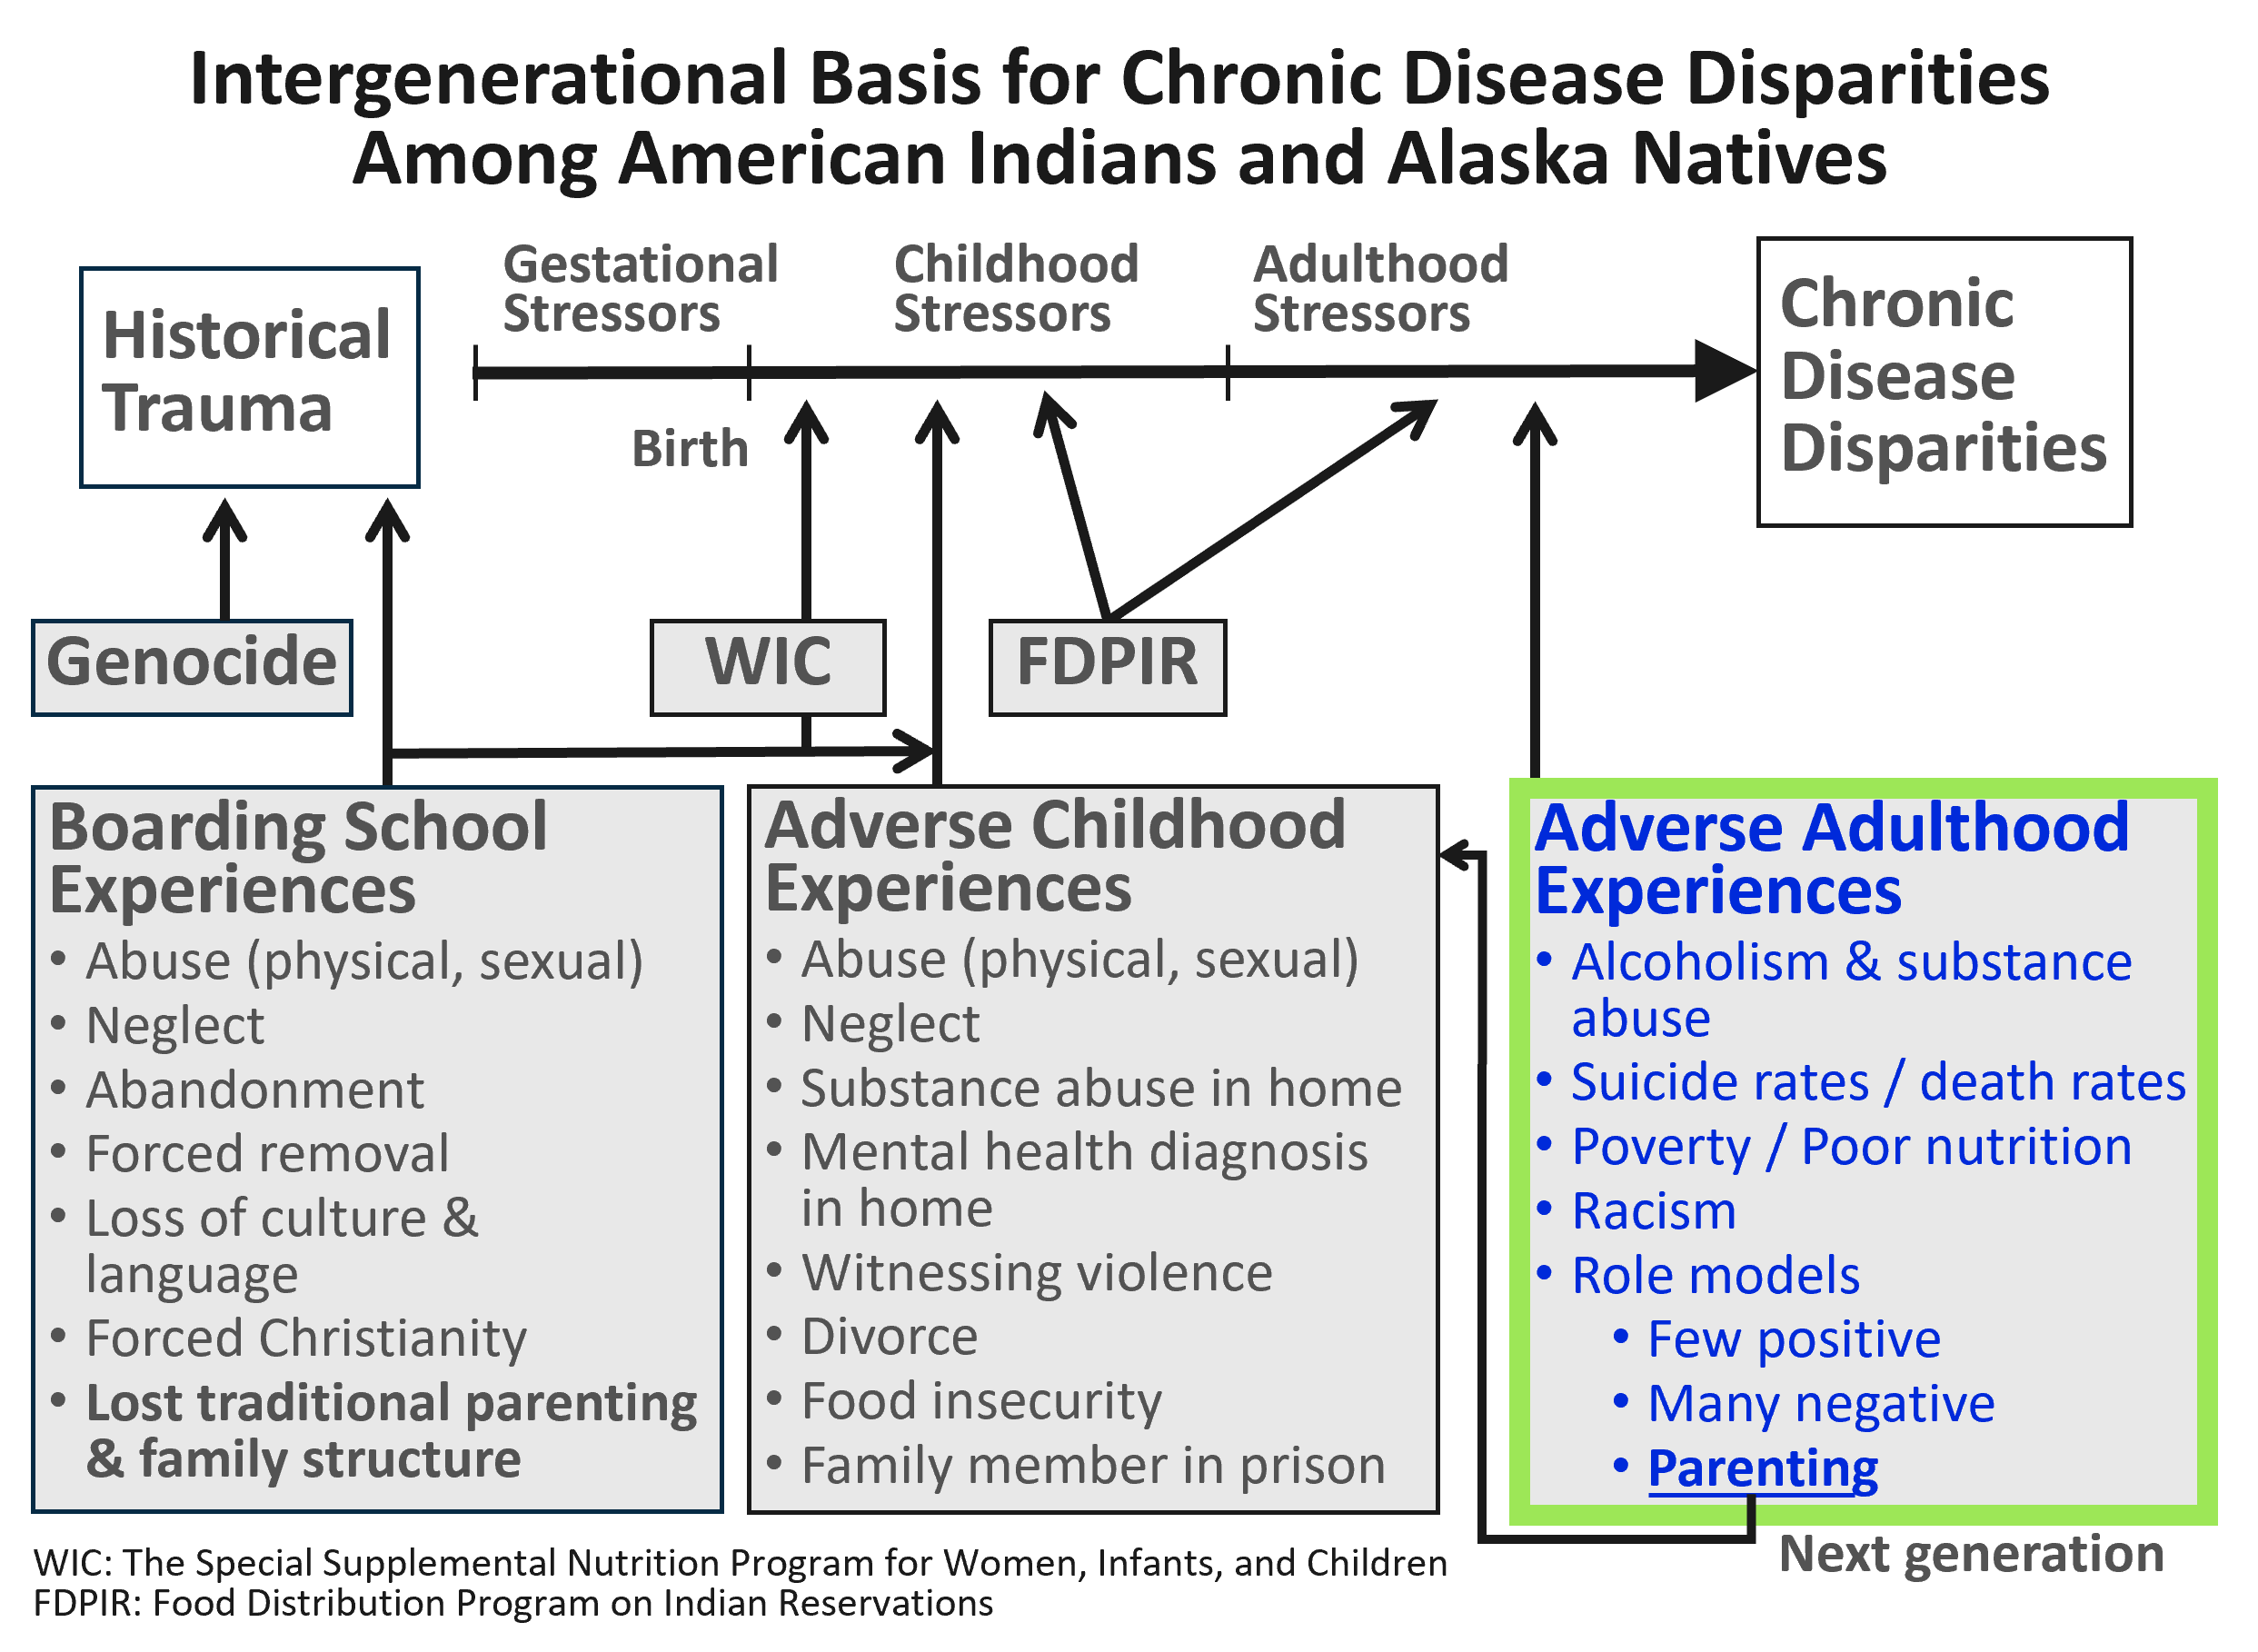 Intergenerational Basis for Chronic Disease Disparities
Among American Indians and Alaska Natives
Historical
Trauma
Gestational
Stressors
Childhood
Stressors
Adulthood
Stressors
Chronic
Disease
Disparities
Birth
Genocide
WIC
FDPIR
Boarding School
Experiences
• Abuse (physical, sexual)
• Neglect
• Abandonment
• Forced removal
• Loss of culture &
language
• Forced Christianity
• Lost traditional parenting
& family structure
Adverse Childhood
Experiences
• Abuse (physical, sexual)
• Neglect
• Substance abuse in home
• Mental health diagnosis
in home
• Witnessing violence
• Divorce
• Food insecurity
• Family member in prison
Adverse Adulthood
Experiences
• Alcoholism & substance
abuse
• Suicide rates / death rates
• Poverty / Poor nutrition
• Racism
• Role models
• Few positive
• Many negative
• Parenting
Next generation
WIC: The Special Supplemental Nutrition Program for Women, Infants, and Children
FDPIR: Food Distribution Program on Indian Reservations